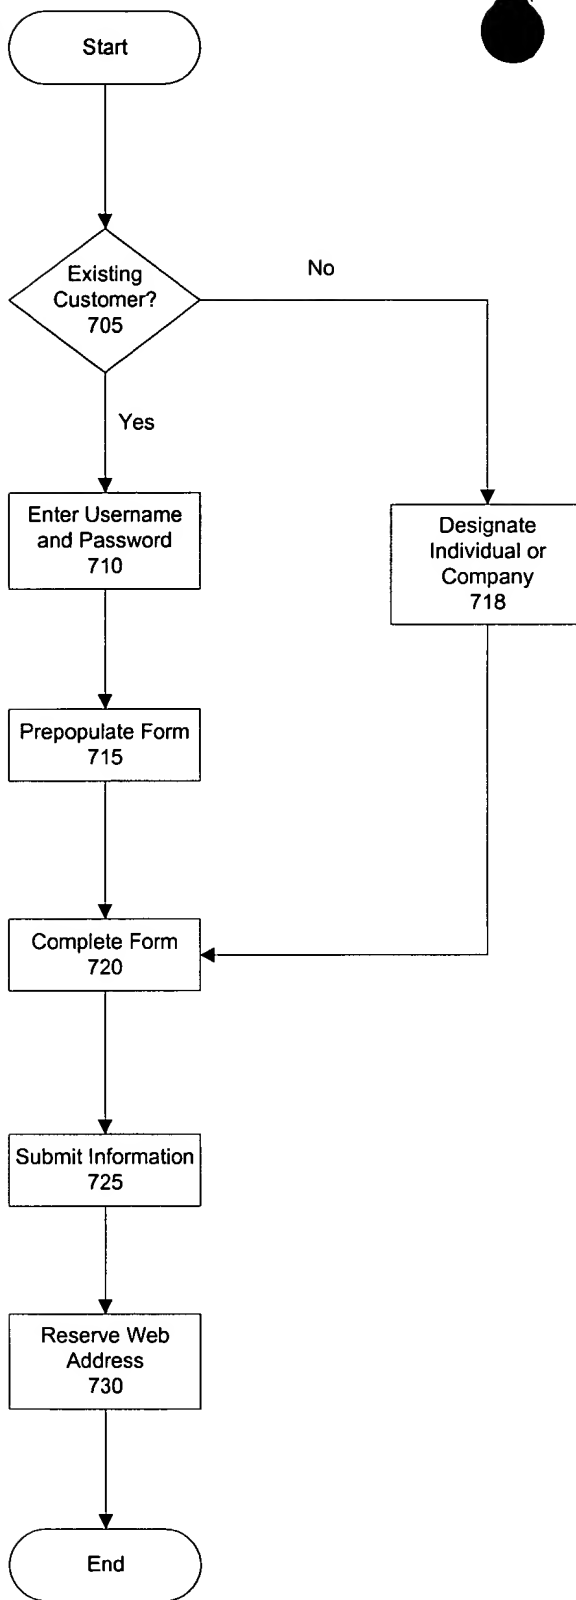 Start
Existing
Customer?
705
No
Yes
Enter Username
and Password
710
Designate
Individual or
Company
718
Prepopulate Form
715
Complete Form
720
Submit Information
725
Reserve Web
Address
730
End